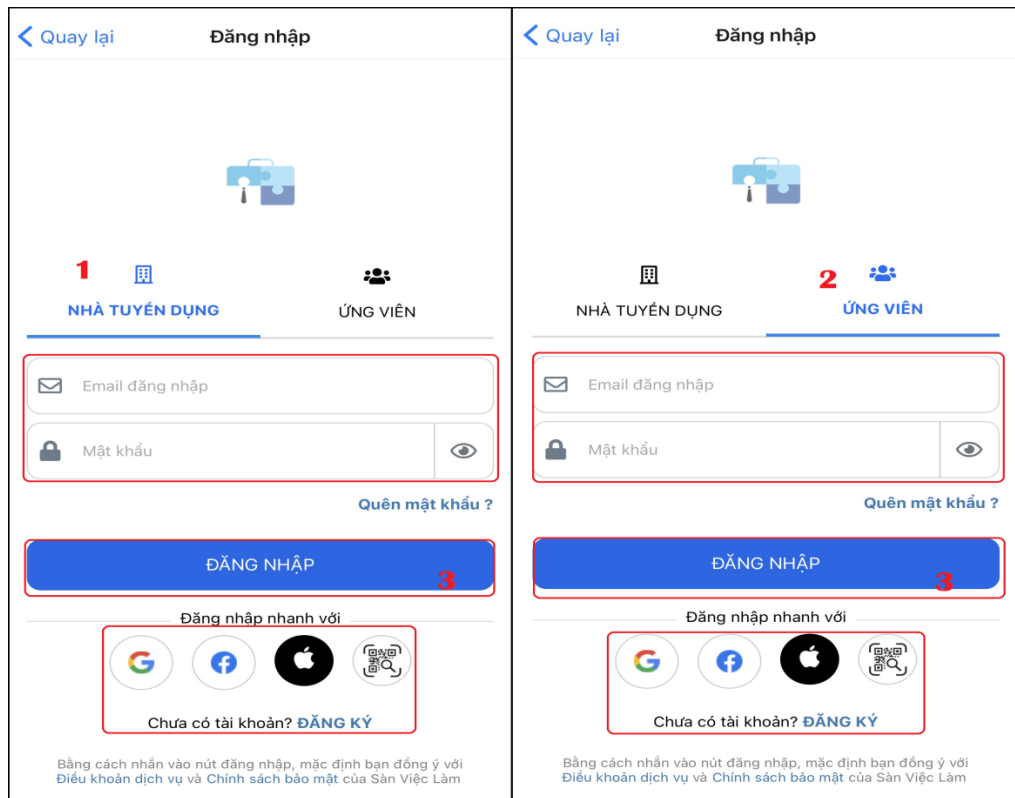 Quay lại Đăng nhập
1
NHÀ TUYỂN DỤNG ỨNG VIÊN
Email đăng nhập
Mật khẩu
Quên mật khẩu ?
ĐĂNG NHẬP
3
Đăng nhập nhanh với
Chưa có tài khoản? ĐĂNG KÝ
Bằng cách nhấn vào nút đăng nhập, mặc định bạn đồng ý với
Điều khoản dịch vụ và Chính sách bảo mật của Sàn Việc Làm
Quay lại Đăng nhập
2
NHÀ TUYỂN DỤNG ỨNG VIÊN
Email đăng nhập
Mật khẩu
Quên mật khẩu ?
ĐĂNG NHẬP
3
Đăng nhập nhanh với
Chưa có tài khoản? ĐĂNG KÝ
Bằng cách nhấn vào nút đăng nhập, mặc định bạn đồng ý với
Điều khoản dịch vụ và Chính sách bảo mật của Sàn Việc Làm